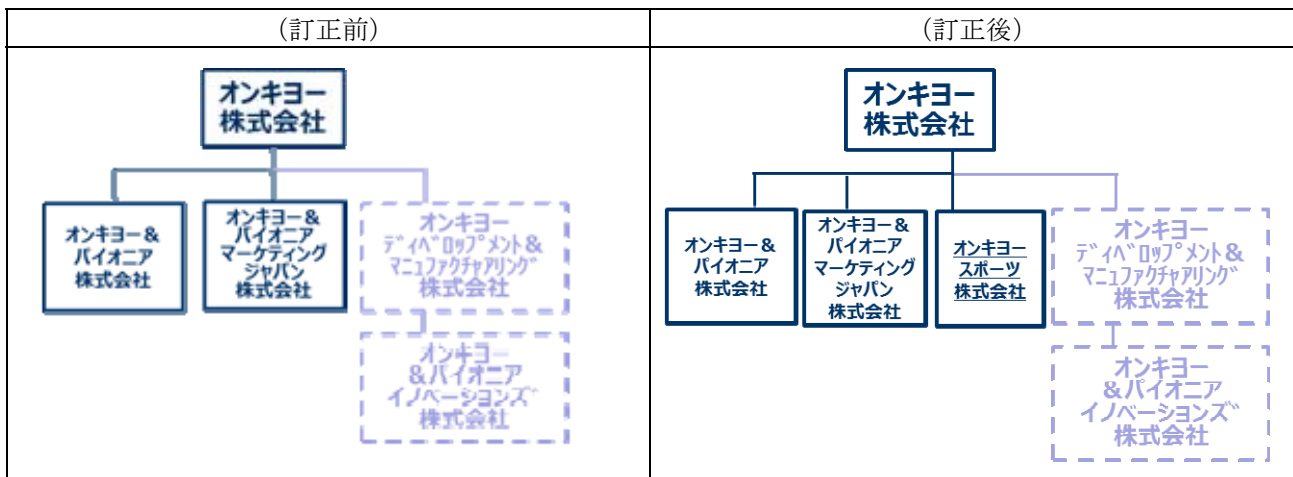 (訂正前)
オンキヨー
株式会社
オンキヨー&
パイオニア
株式会社
オンキヨー&
パイオニア
マーケティング
ジャパン
株式会社
オンキヨー
ディベロップメント&
マニュファクチャアリング
株式会社
オンキヨー
&パイオニア
イノベーションズ
株式会社
(訂正後)
オンキヨー
株式会社
オンキヨー&
パイオニア
株式会社
オンキヨー&
パイオニア
マーケティング
ジャパン
株式会社
オンキヨー
スポーツ
株式会社
オンキヨー
ディベロップメント&
マニュファクチャアリング
株式会社
オンキヨー
&パイオニア
イノベーションズ
株式会社